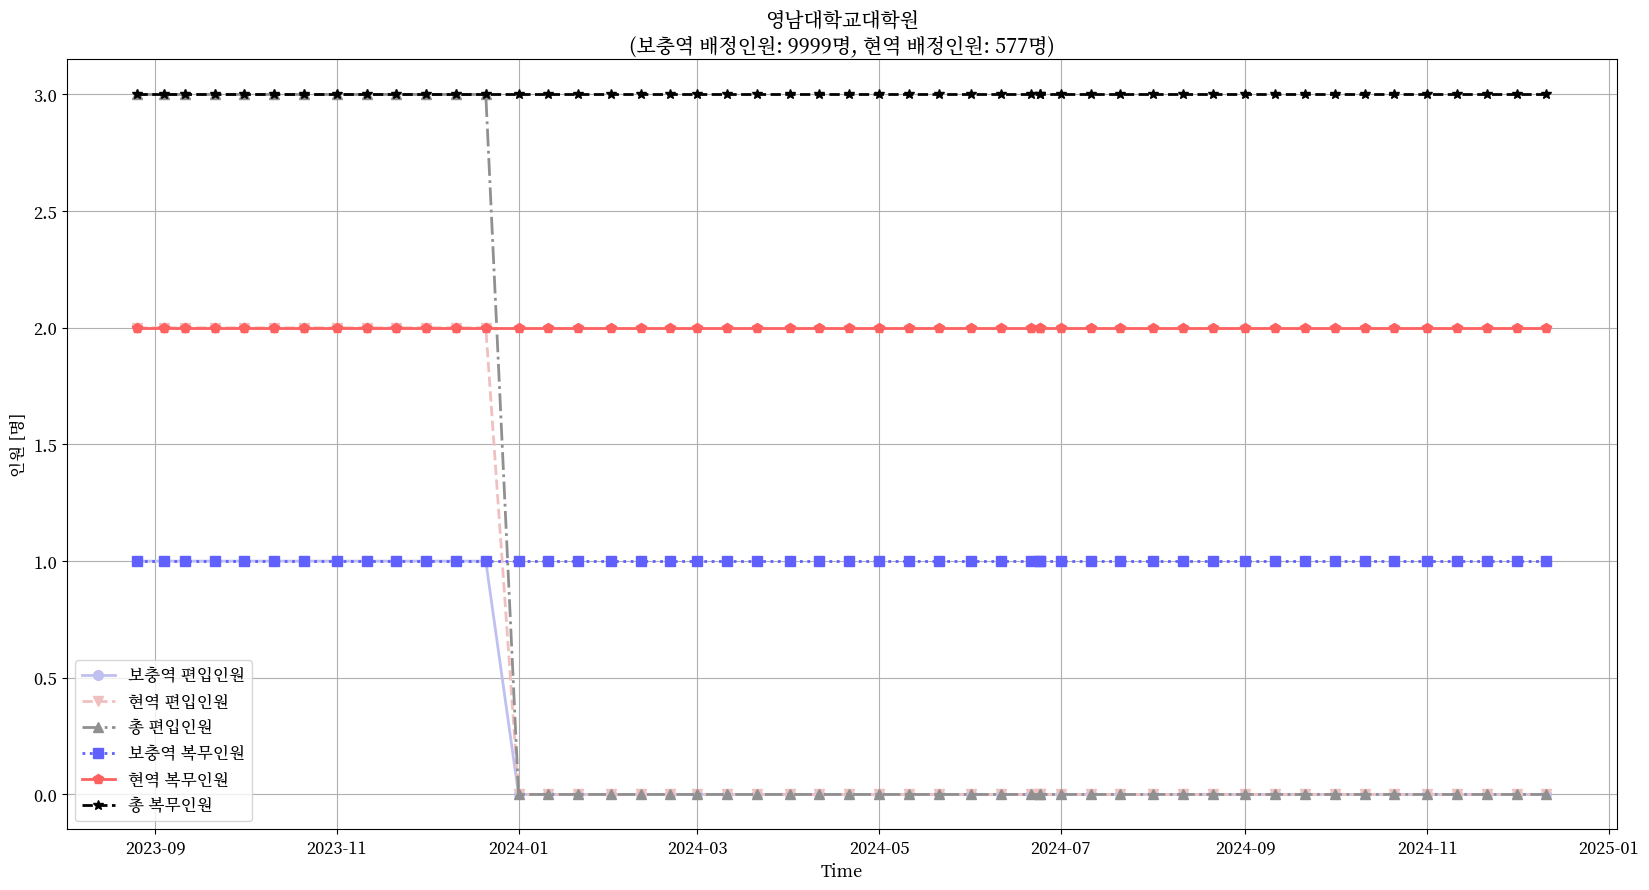 영남대학교대학원
(보충역 배정인원: 9999명, 현역 배정인원: 577명)
인원 [명]
3.0
2.5
2.0
1.5
1.0
0.5
0.0
보충역 편입인원
현역 편입인원
총 편입인원
보충역 복무인원
현역 복무인원
총 복무인원
2023-09 2023-11 2024-01 2024-03 2024-05 2024-07 2024-09 2024-11 2025-01
Time